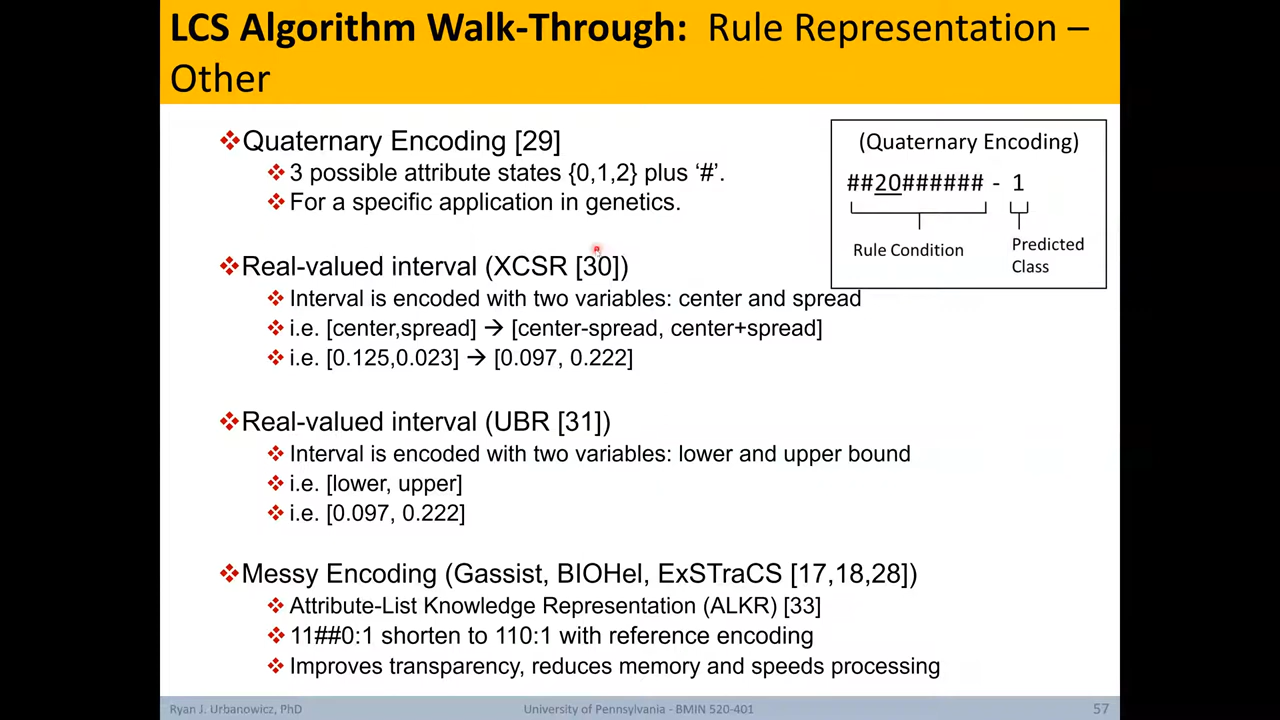 LCS Algorithm Walk-Through: Rule Representation –
Other
❖Quaternary Encoding [29]
❖3 possible attribute states {0,1,2} plus ‘#’.
❖For a specific application in genetics.
(Quaternary Encoding)
##20###### - 1
Rule Condition
Predicted
Class
❖Real-valued interval (XCSR [30])
❖Interval is encoded with two variables: center and spread
❖i.e. [center,spread] → [center-spread, center+spread]
❖i.e. [0.125,0.023] → [0.097, 0.222]
❖Real-valued interval (UBR [31])
❖Interval is encoded with two variables: lower and upper bound
❖i.e. [lower, upper]
❖i.e. [0.097, 0.222]
❖Messy Encoding (Gassist, BIOHel, ExSTraCS [17,18,28])
❖Attribute-List Knowledge Representation (ALKR) [33]
❖11##0:1 shorten to 110:1 with reference encoding
❖Improves transparency, reduces memory and speeds processing
Ryan J. Urbanowicz, PhD
University of Pennsylvania - BMIN 520-401
57